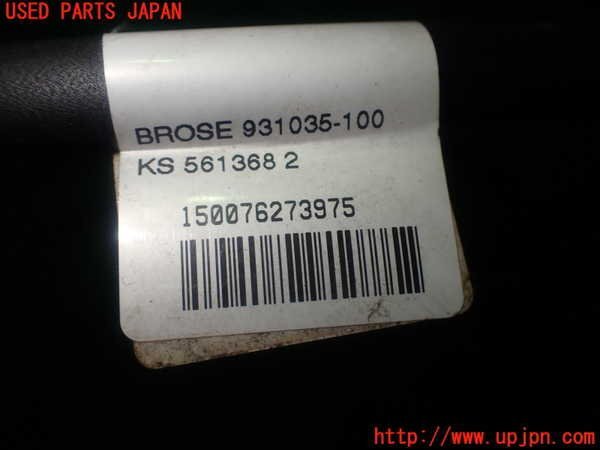 USED PARTS JAPAN
BROSE 931035-100
KS 561368 2
150076273975
http://www.upjpn.com/